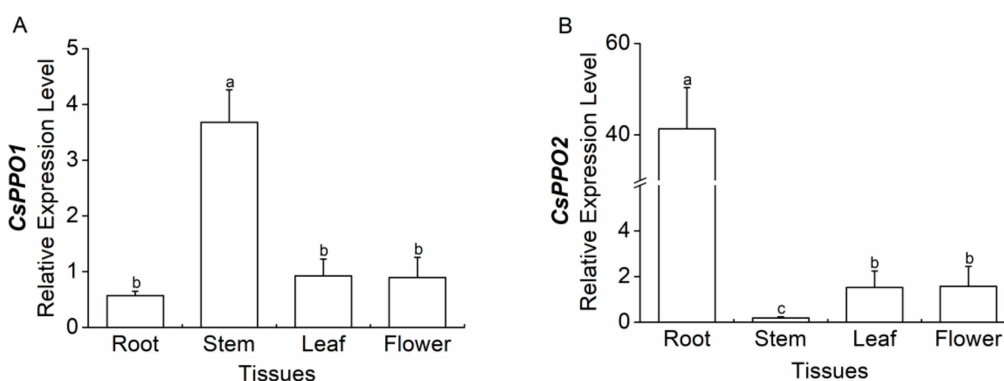 A
CsPPO1
Relative Expression Level
5
4
3
2
1
0
b
a
b
b
Root Stem Leaf Flower
Tissues
B
CsPPO2
Relative Expression Level
60
40
4
2
0
a
c
b
b
Root Stem Leaf Flower
Tissues